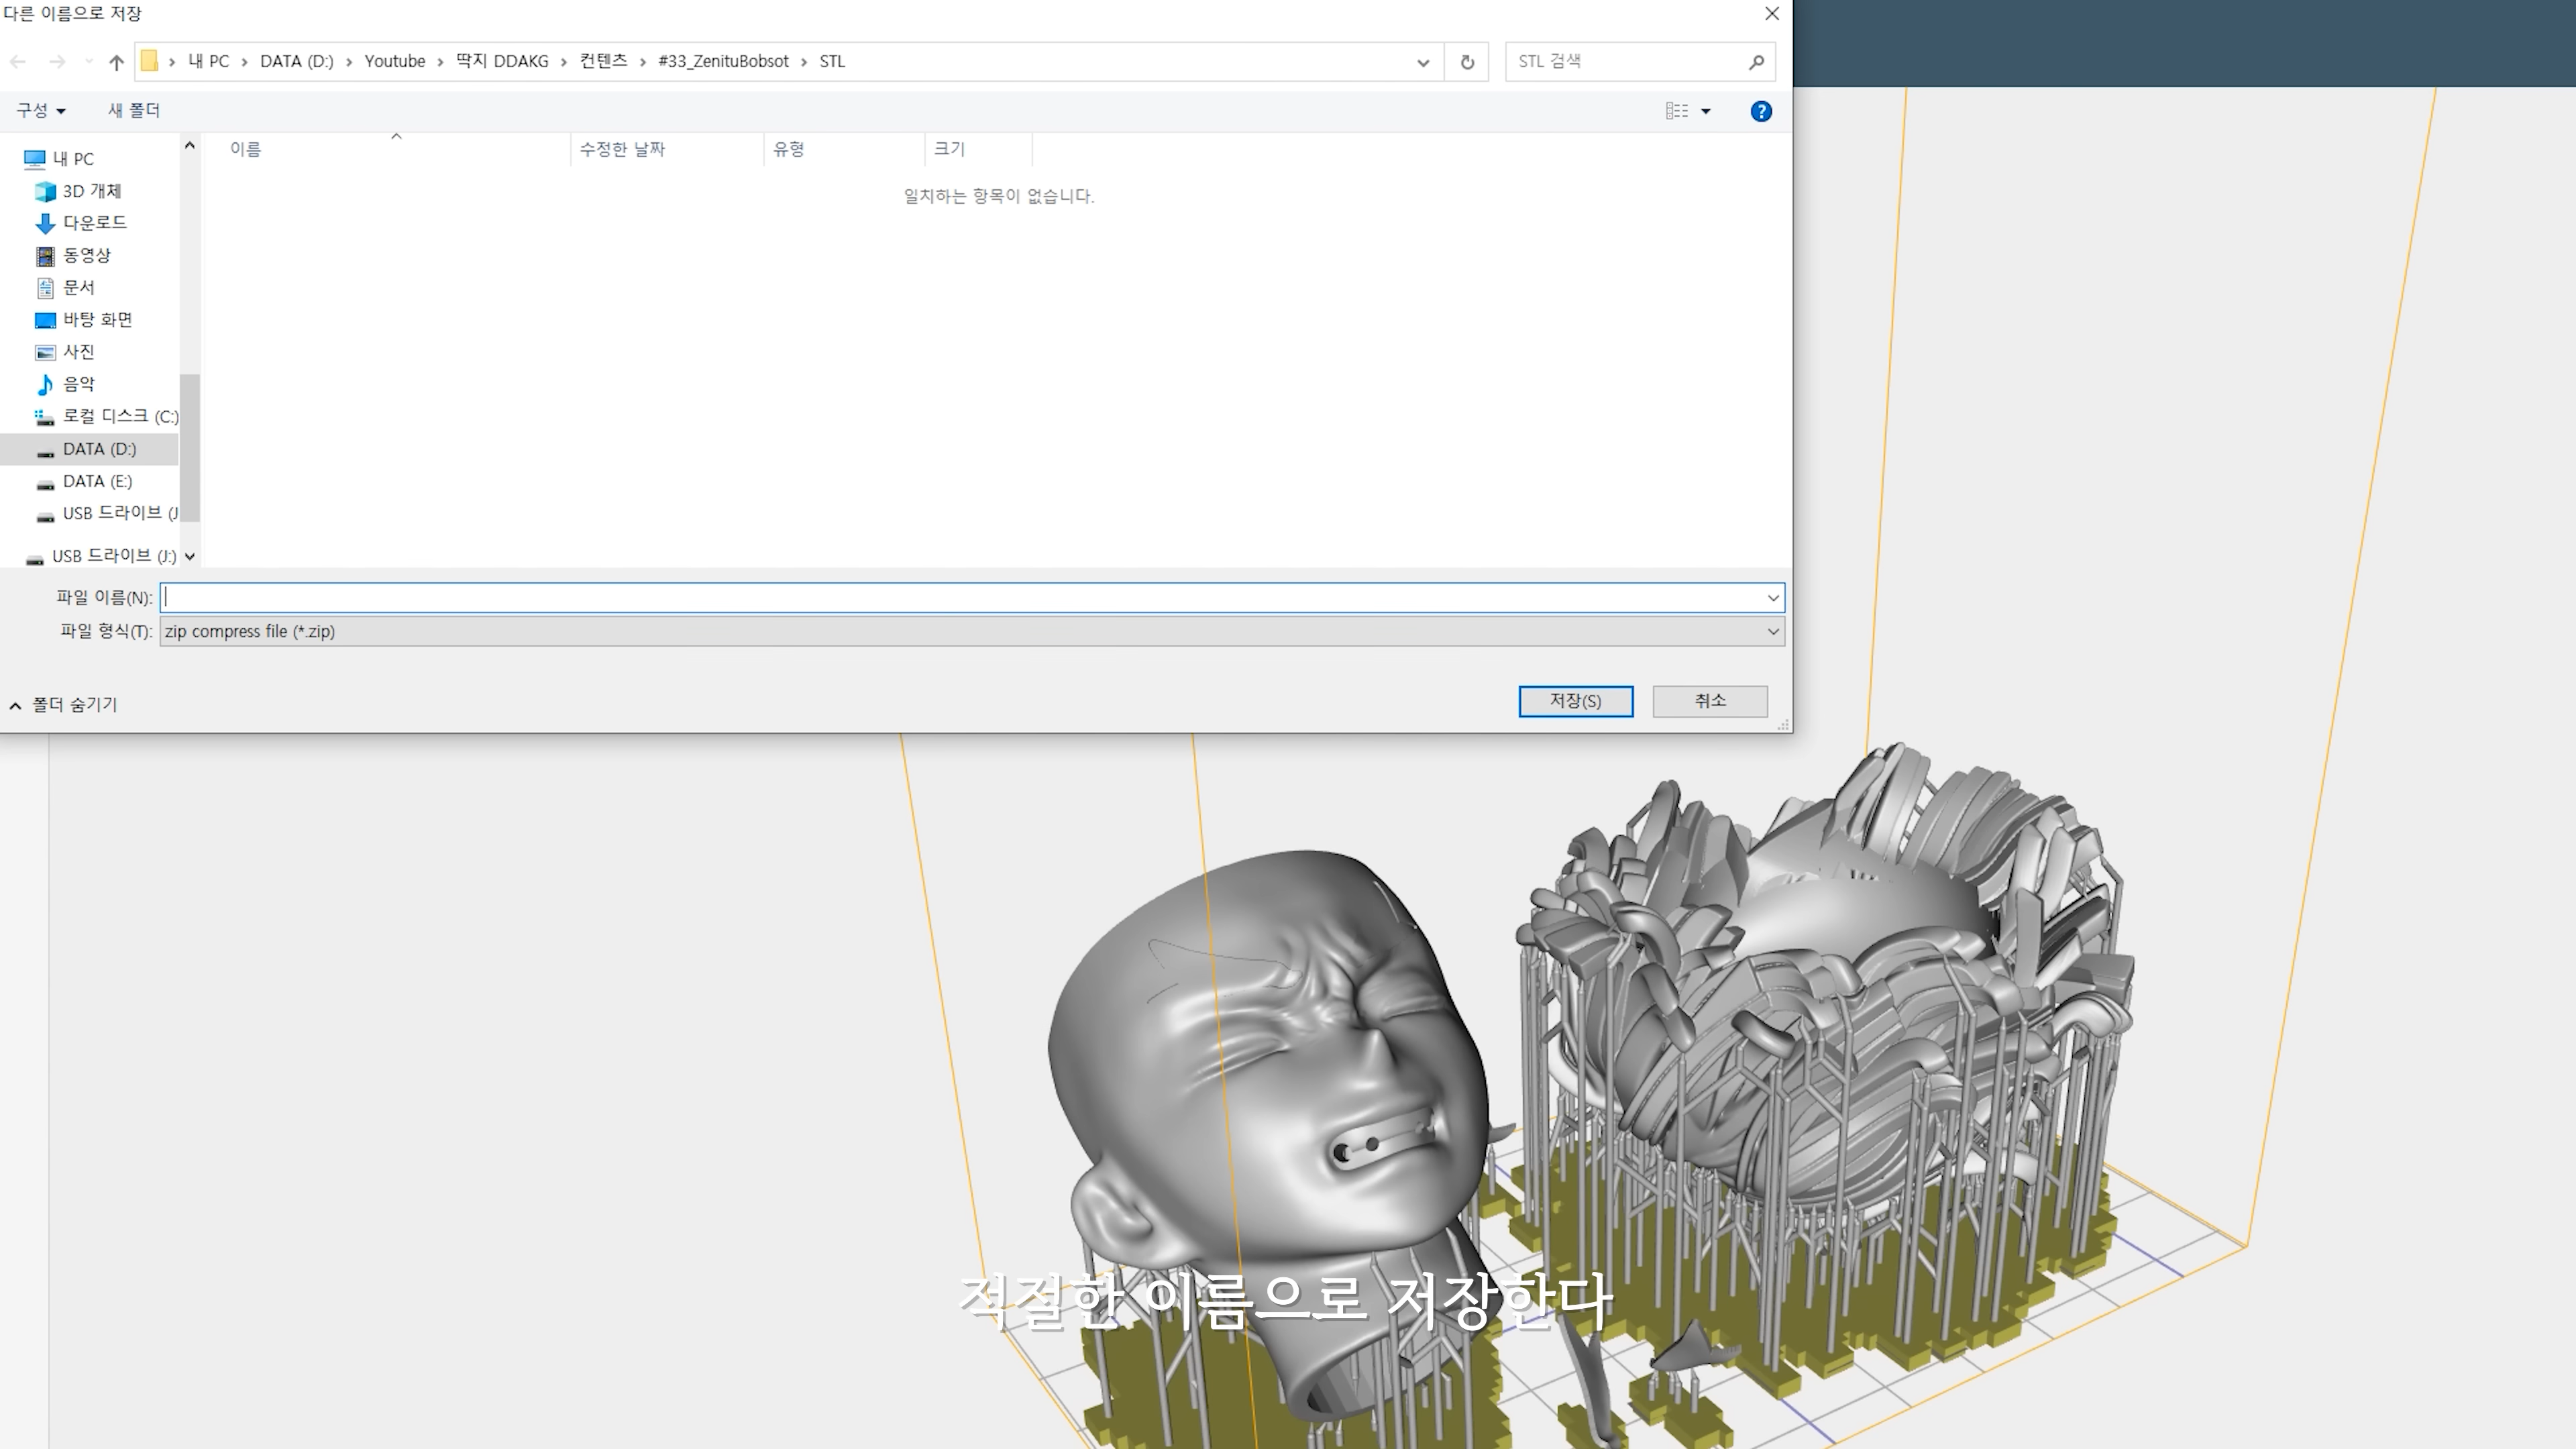 다른 이름으로 저장
내 PC › DATA (D:) › Youtube › 딱지 DDAKG › 컨텐츠 › #33_ZenituBobsot › STL
STL 검색
구성
새 폴더
이름
수정한 날짜
유형
크기
일치하는 항목이 없습니다.
내 PC
3D 개체
다운로드
동영상
문서
바탕 화면
사진
음악
로컬 디스크 (C:)
DATA (D:)
DATA (E:)
USB 드라이브 (J
USB 드라이브 (J:)
파일 이름(N):
파일 형식(T): zip compress file (*.zip)
폴더 숨기기
저장(S)
취소
적절한 이름으로 저장한다